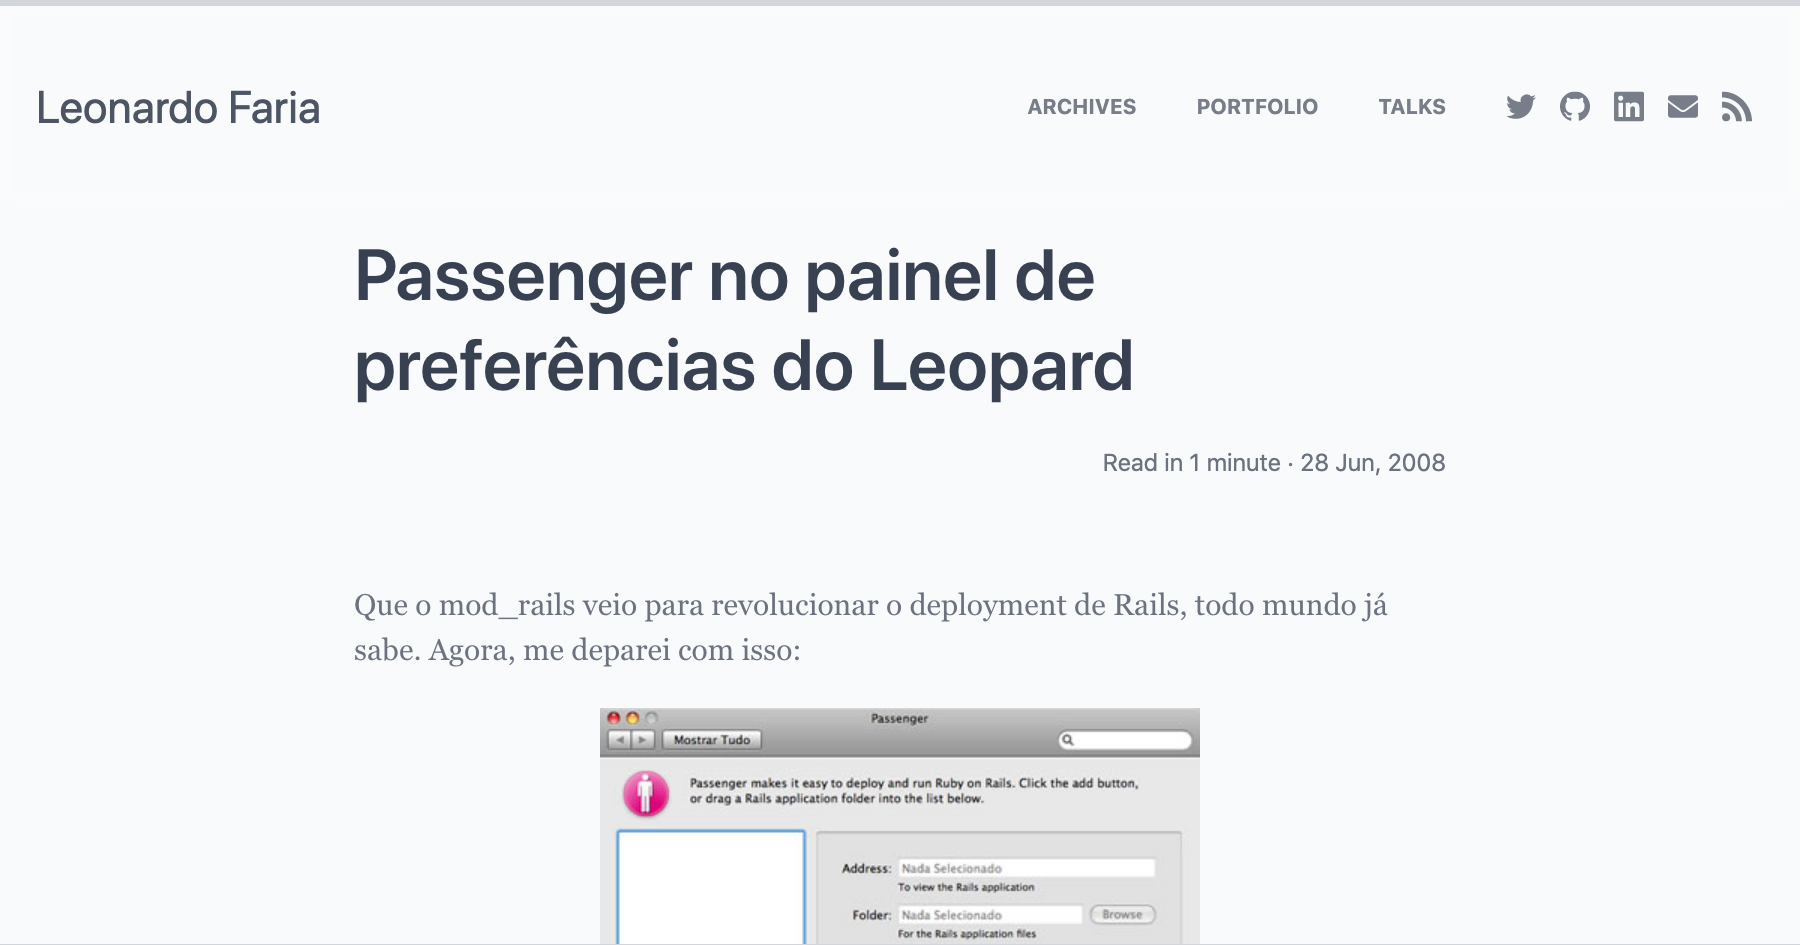 Leonardo Faria
ARCHIVES PORTFOLIO TALKS
Passenger no painel de
preferências do Leopard
Read in 1 minute · 28 Jun, 2008
Que o mod_rails veio para revolucionar o deployment de Rails, todo mundo já
sabe. Agora, me deparei com isso:
Passenger
Mostrar Tudo
Passenger makes it easy to deploy and run Ruby on Rails. Click the add button,
or drag a Rails application folder into the list below.
Address: Nada Selecionado
To view the Rails application
Folder: Nada Selecionado Browse
For the Rails application files